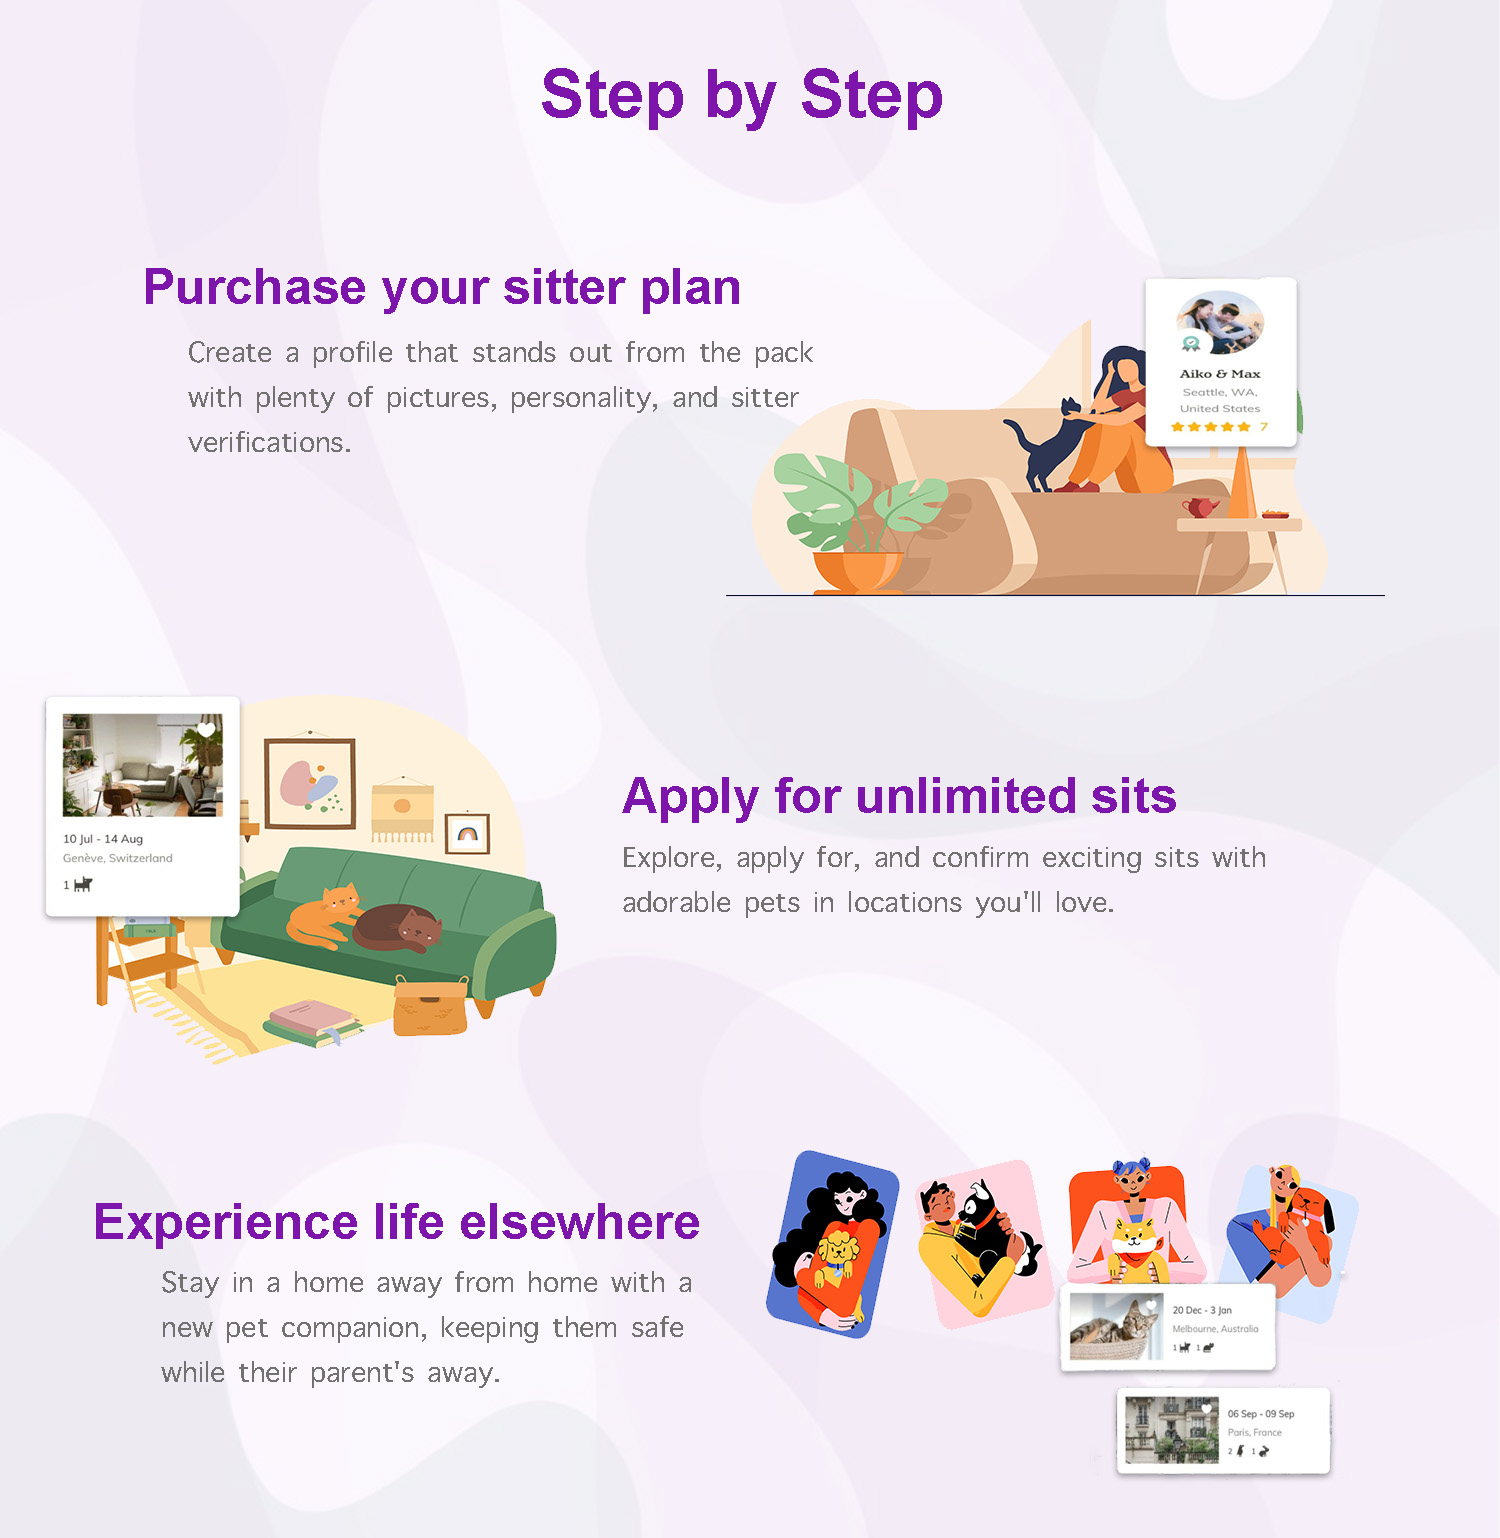 Step by Step
Purchase your sitter plan
Create a profile that stands out from the pack
with plenty of pictures, personality, and sitter
verifications.
Aiko & Max
Seattle, WA,
United States
7
10 Jul - 14 Aug
Genève, Switzerland
1
Apply for unlimited sits
Explore, apply for, and confirm exciting sits with
adorable pets in locations you'll love.
Experience life elsewhere
Stay in a home away from home with a
new pet companion, keeping them safe
while their parent's away.
20 Dec - 3 Jan
Melbourne, Australia
1 1
06 Sep - 09 Sep
Paris, France
2 1